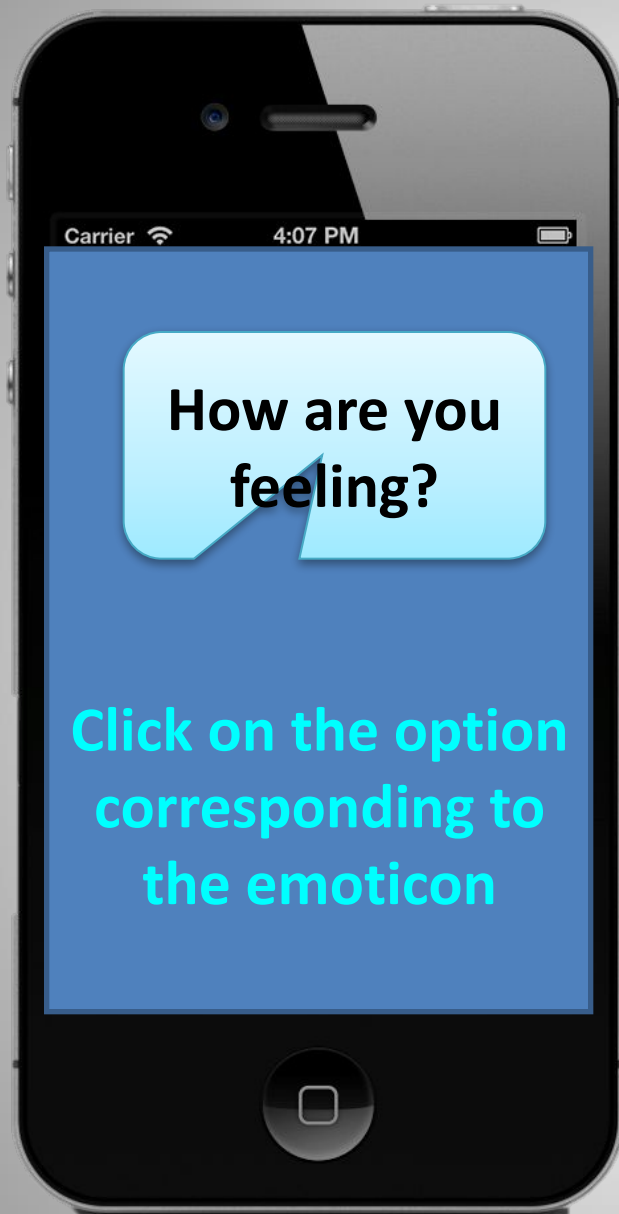 Carrier 4:07 PM
How are you
feeling?
Click on the option
corresponding to
the emoticon